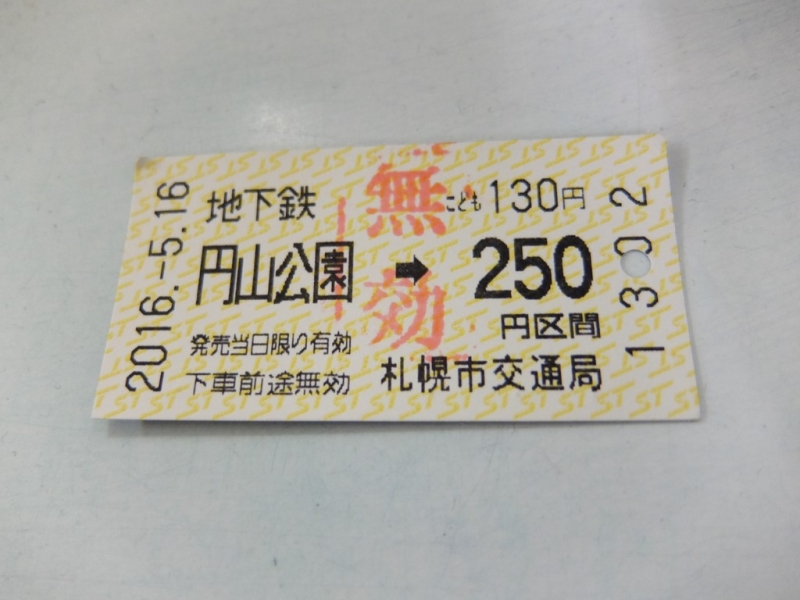 2016.-5.16
地下鉄 こども130円
円山公園 ➡ 250
円区間
発売当日限り有効
下車前途無効 札幌市交通局
無効
1302